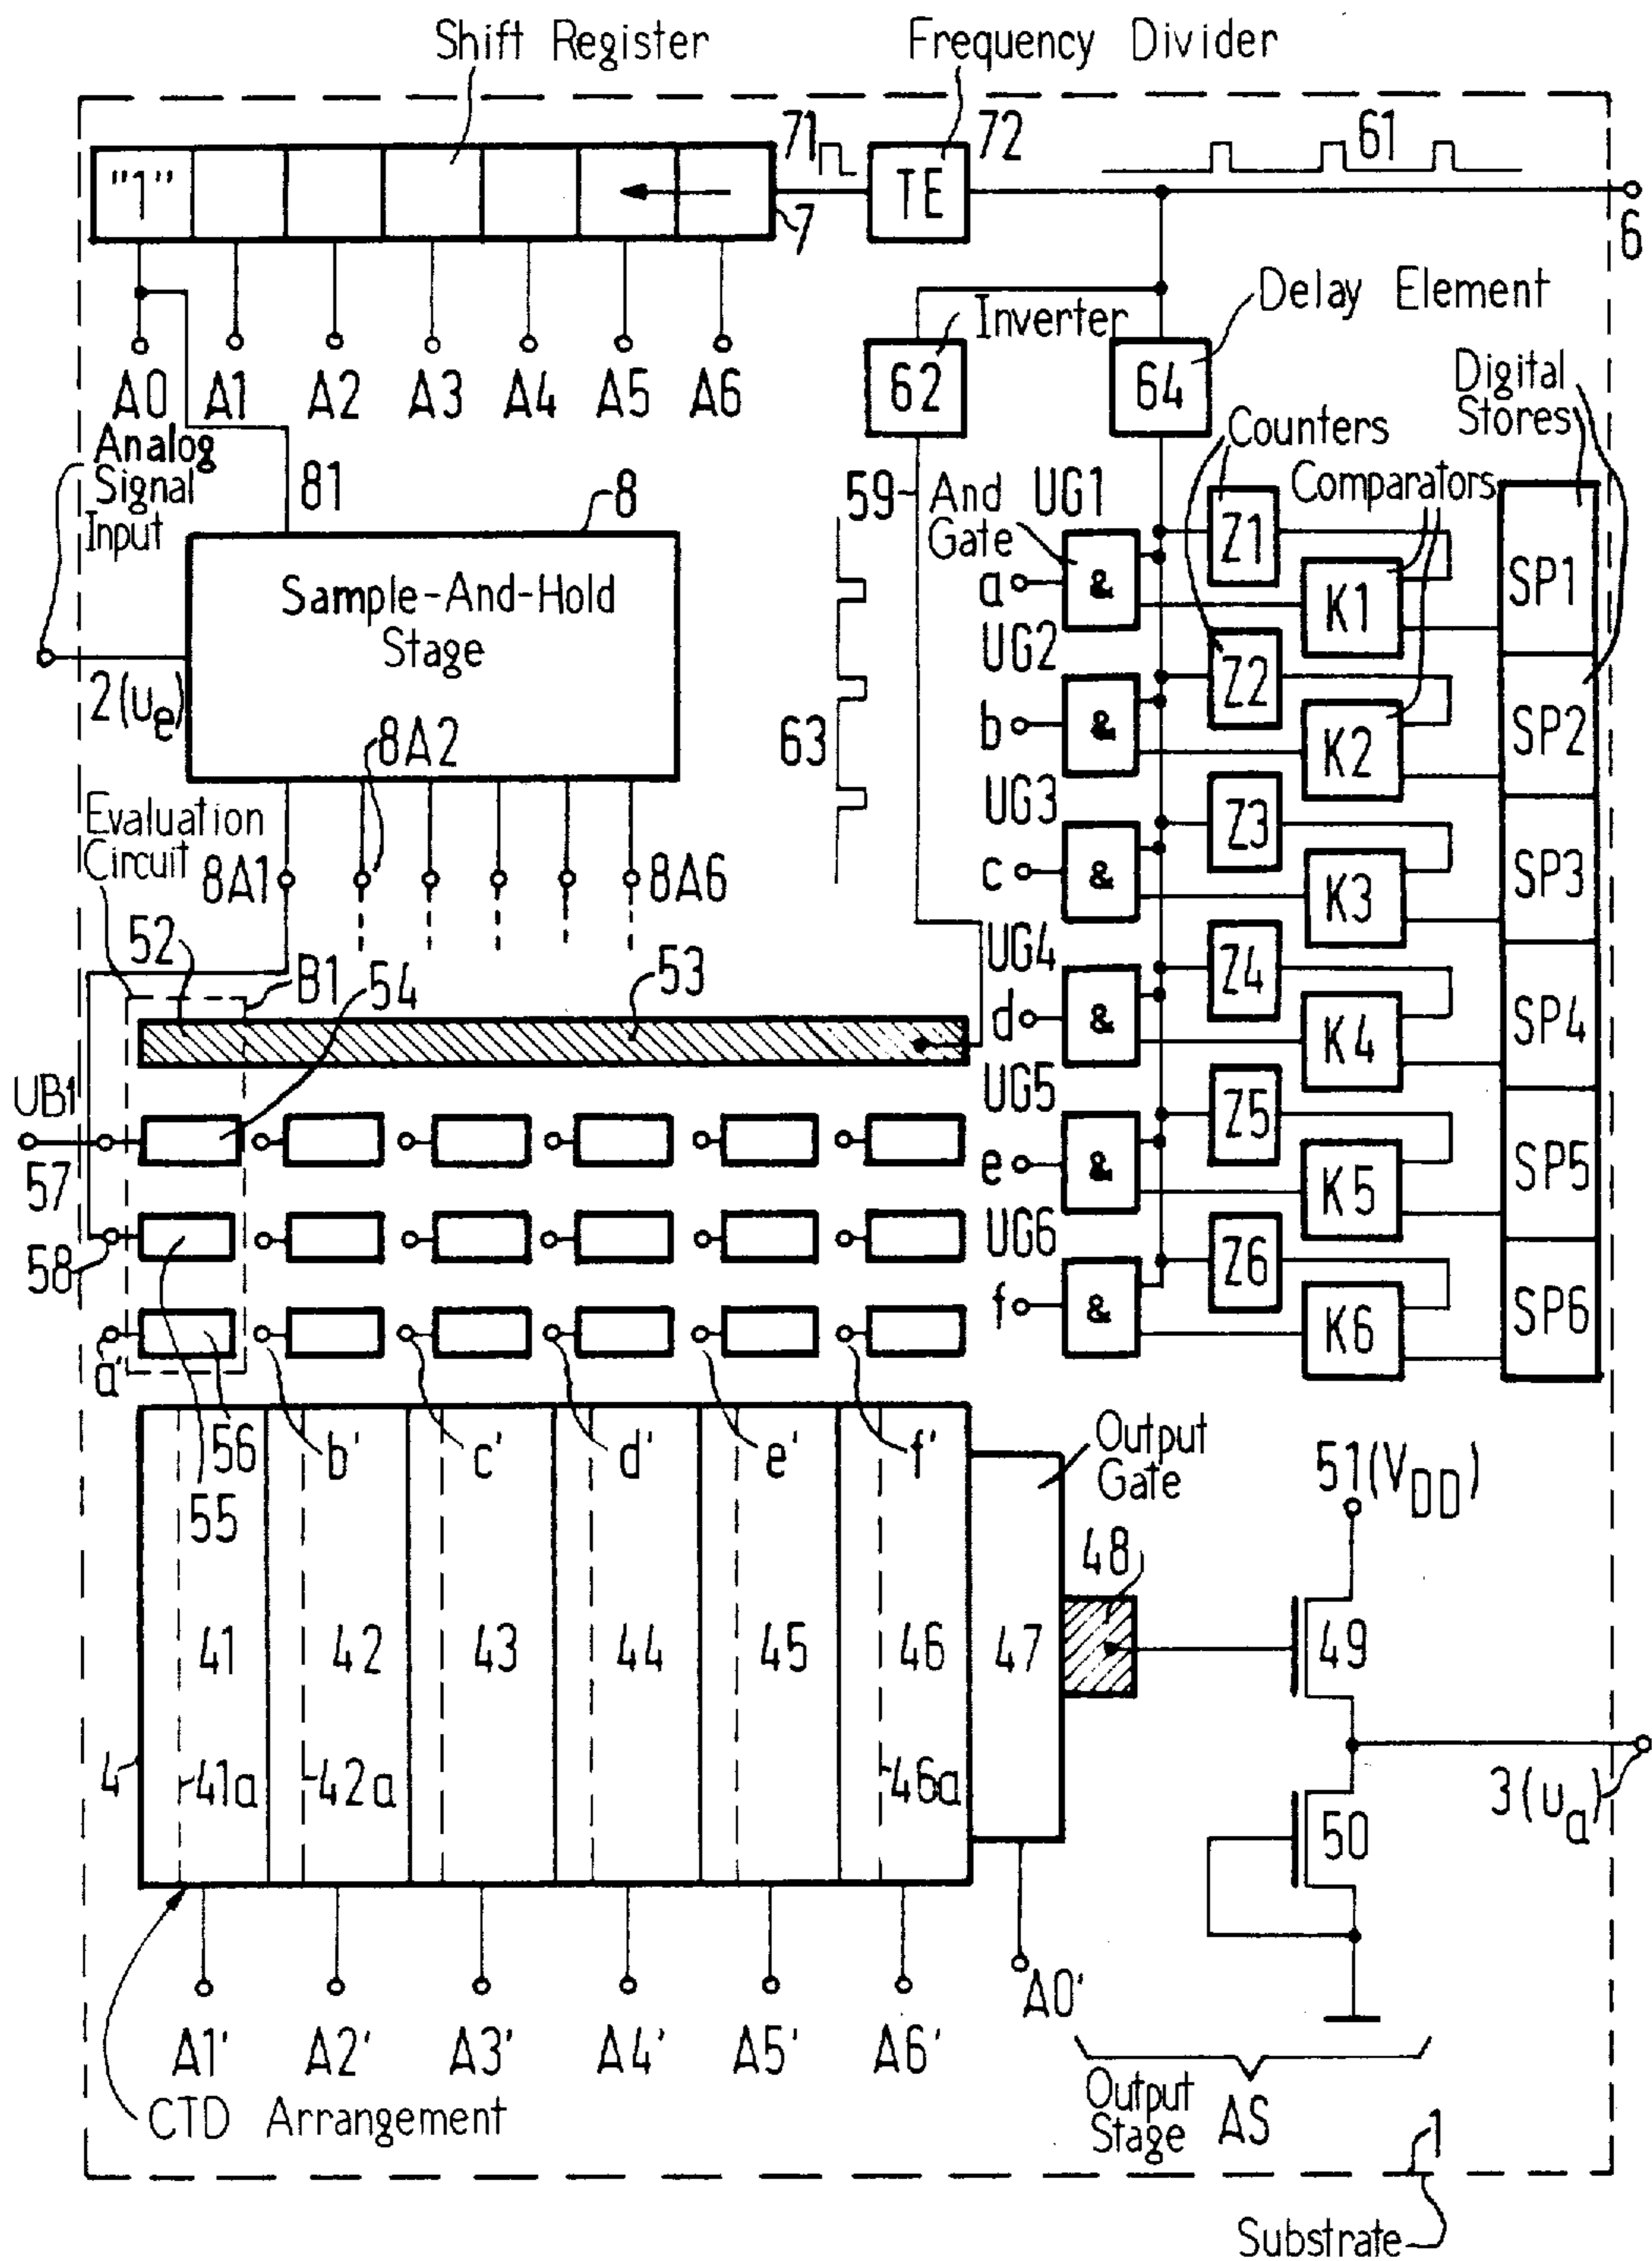 Shift Register
Frequency Divider
71
72
61
"1"
TE
7
6
Inverter
Delay Element
62
64
A0 A1 A2 A3 A4 A5 A6
Digital
Stores
Analog
Signal
Input
81
8
59
And
Gate
UG1
Counters
Comparators
Z1
a
&
K1
SP1
Sample-And-Hold
Stage
2(ue)
8A2
63
UG2
Z2
b
&
K2
SP2
Evaluation
Circuit
8A1
8A6
UG3
Z3
c
&
K3
SP3
52
B1
54
53
UG4
Z4
d
&
K4
SP4
UB1
57
UG5
Z5
e
&
K5
SP5
58
UG6
Z6
f
&
K6
SP6
a'
56
55
b'
c'
d'
e'
f'
Output
Gate
51(VDD)
48
41 42 43 44 45 46 47
49
4
41a
42a
46a
50
3(ua)
A0'
A1' A2' A3' A4' A5' A6'
CTD Arrangement
Output
Stage
AS
1
Substrate